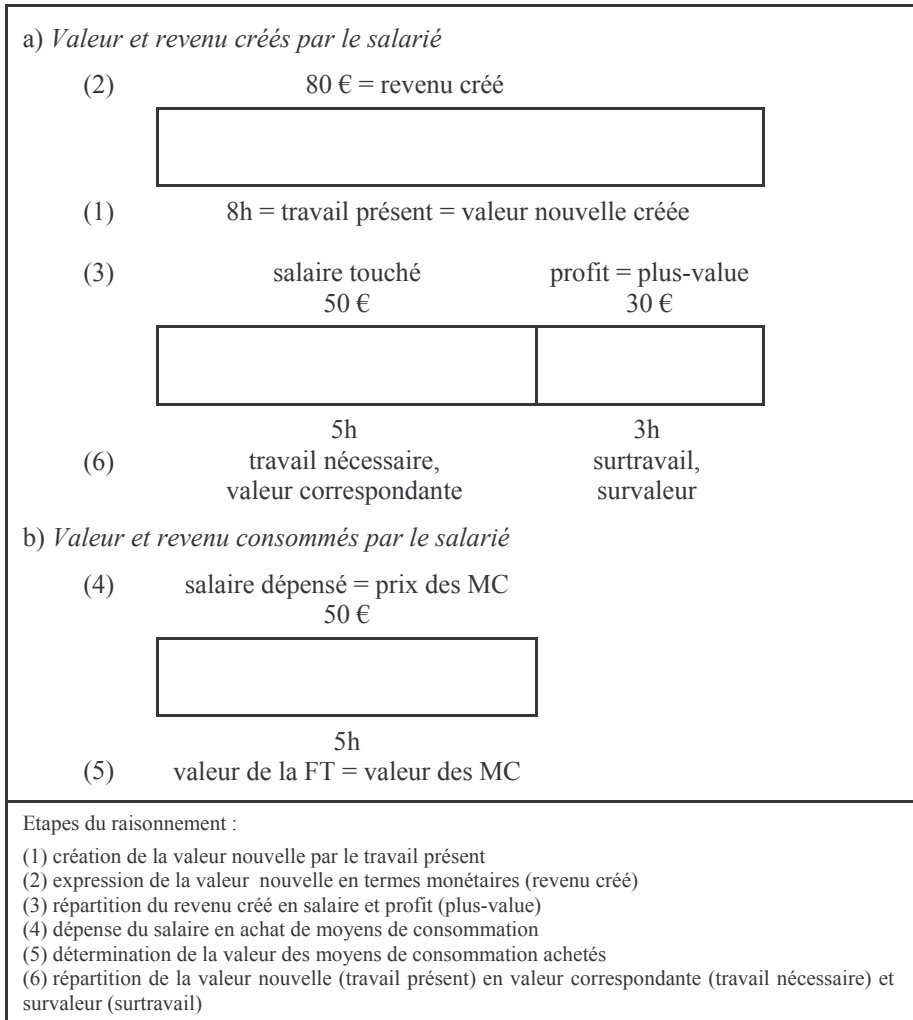 a) Valeur et revenu créés par le salarié
(2) 80 € = revenu créé
(1) 8h = travail présent = valeur nouvelle créée
(3) salaire touché profit = plus-value
50 € 30 €
5h 3h
(6) travail nécessaire, surtravail,
valeur correspondante survaleur
b) Valeur et revenu consommés par le salarié
(4) salaire dépensé = prix des MC
50 €
5h
(5) valeur de la FT = valeur des MC
Etapes du raisonnement :
(1) création de la valeur nouvelle par le travail présent
(2) expression de la valeur nouvelle en termes monétaires (revenu créé)
(3) répartition du revenu créé en salaire et profit (plus-value)
(4) dépense du salaire en achat de moyens de consommation
(5) détermination de la valeur des moyens de consommation achetés
(6) répartition de la valeur nouvelle (travail présent) en valeur correspondante (travail nécessaire) et
survaleur (surtravail)